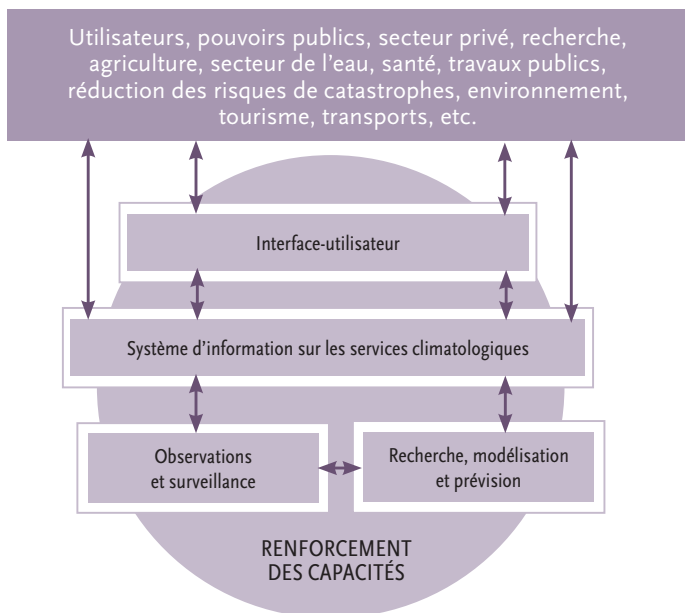 Utilisateurs, pouvoirs publics, secteur privé, recherche,
agriculture, secteur de l'eau, santé, travaux publics,
réduction des risques de catastrophes, environnement,
tourisme, transports, etc.
Interface-utilisateur
Système d'information sur les services climatologiques
Observations
et surveillance
Recherche, modélisation
et prévision
RENFORCEMENT
DES CAPACITÉS